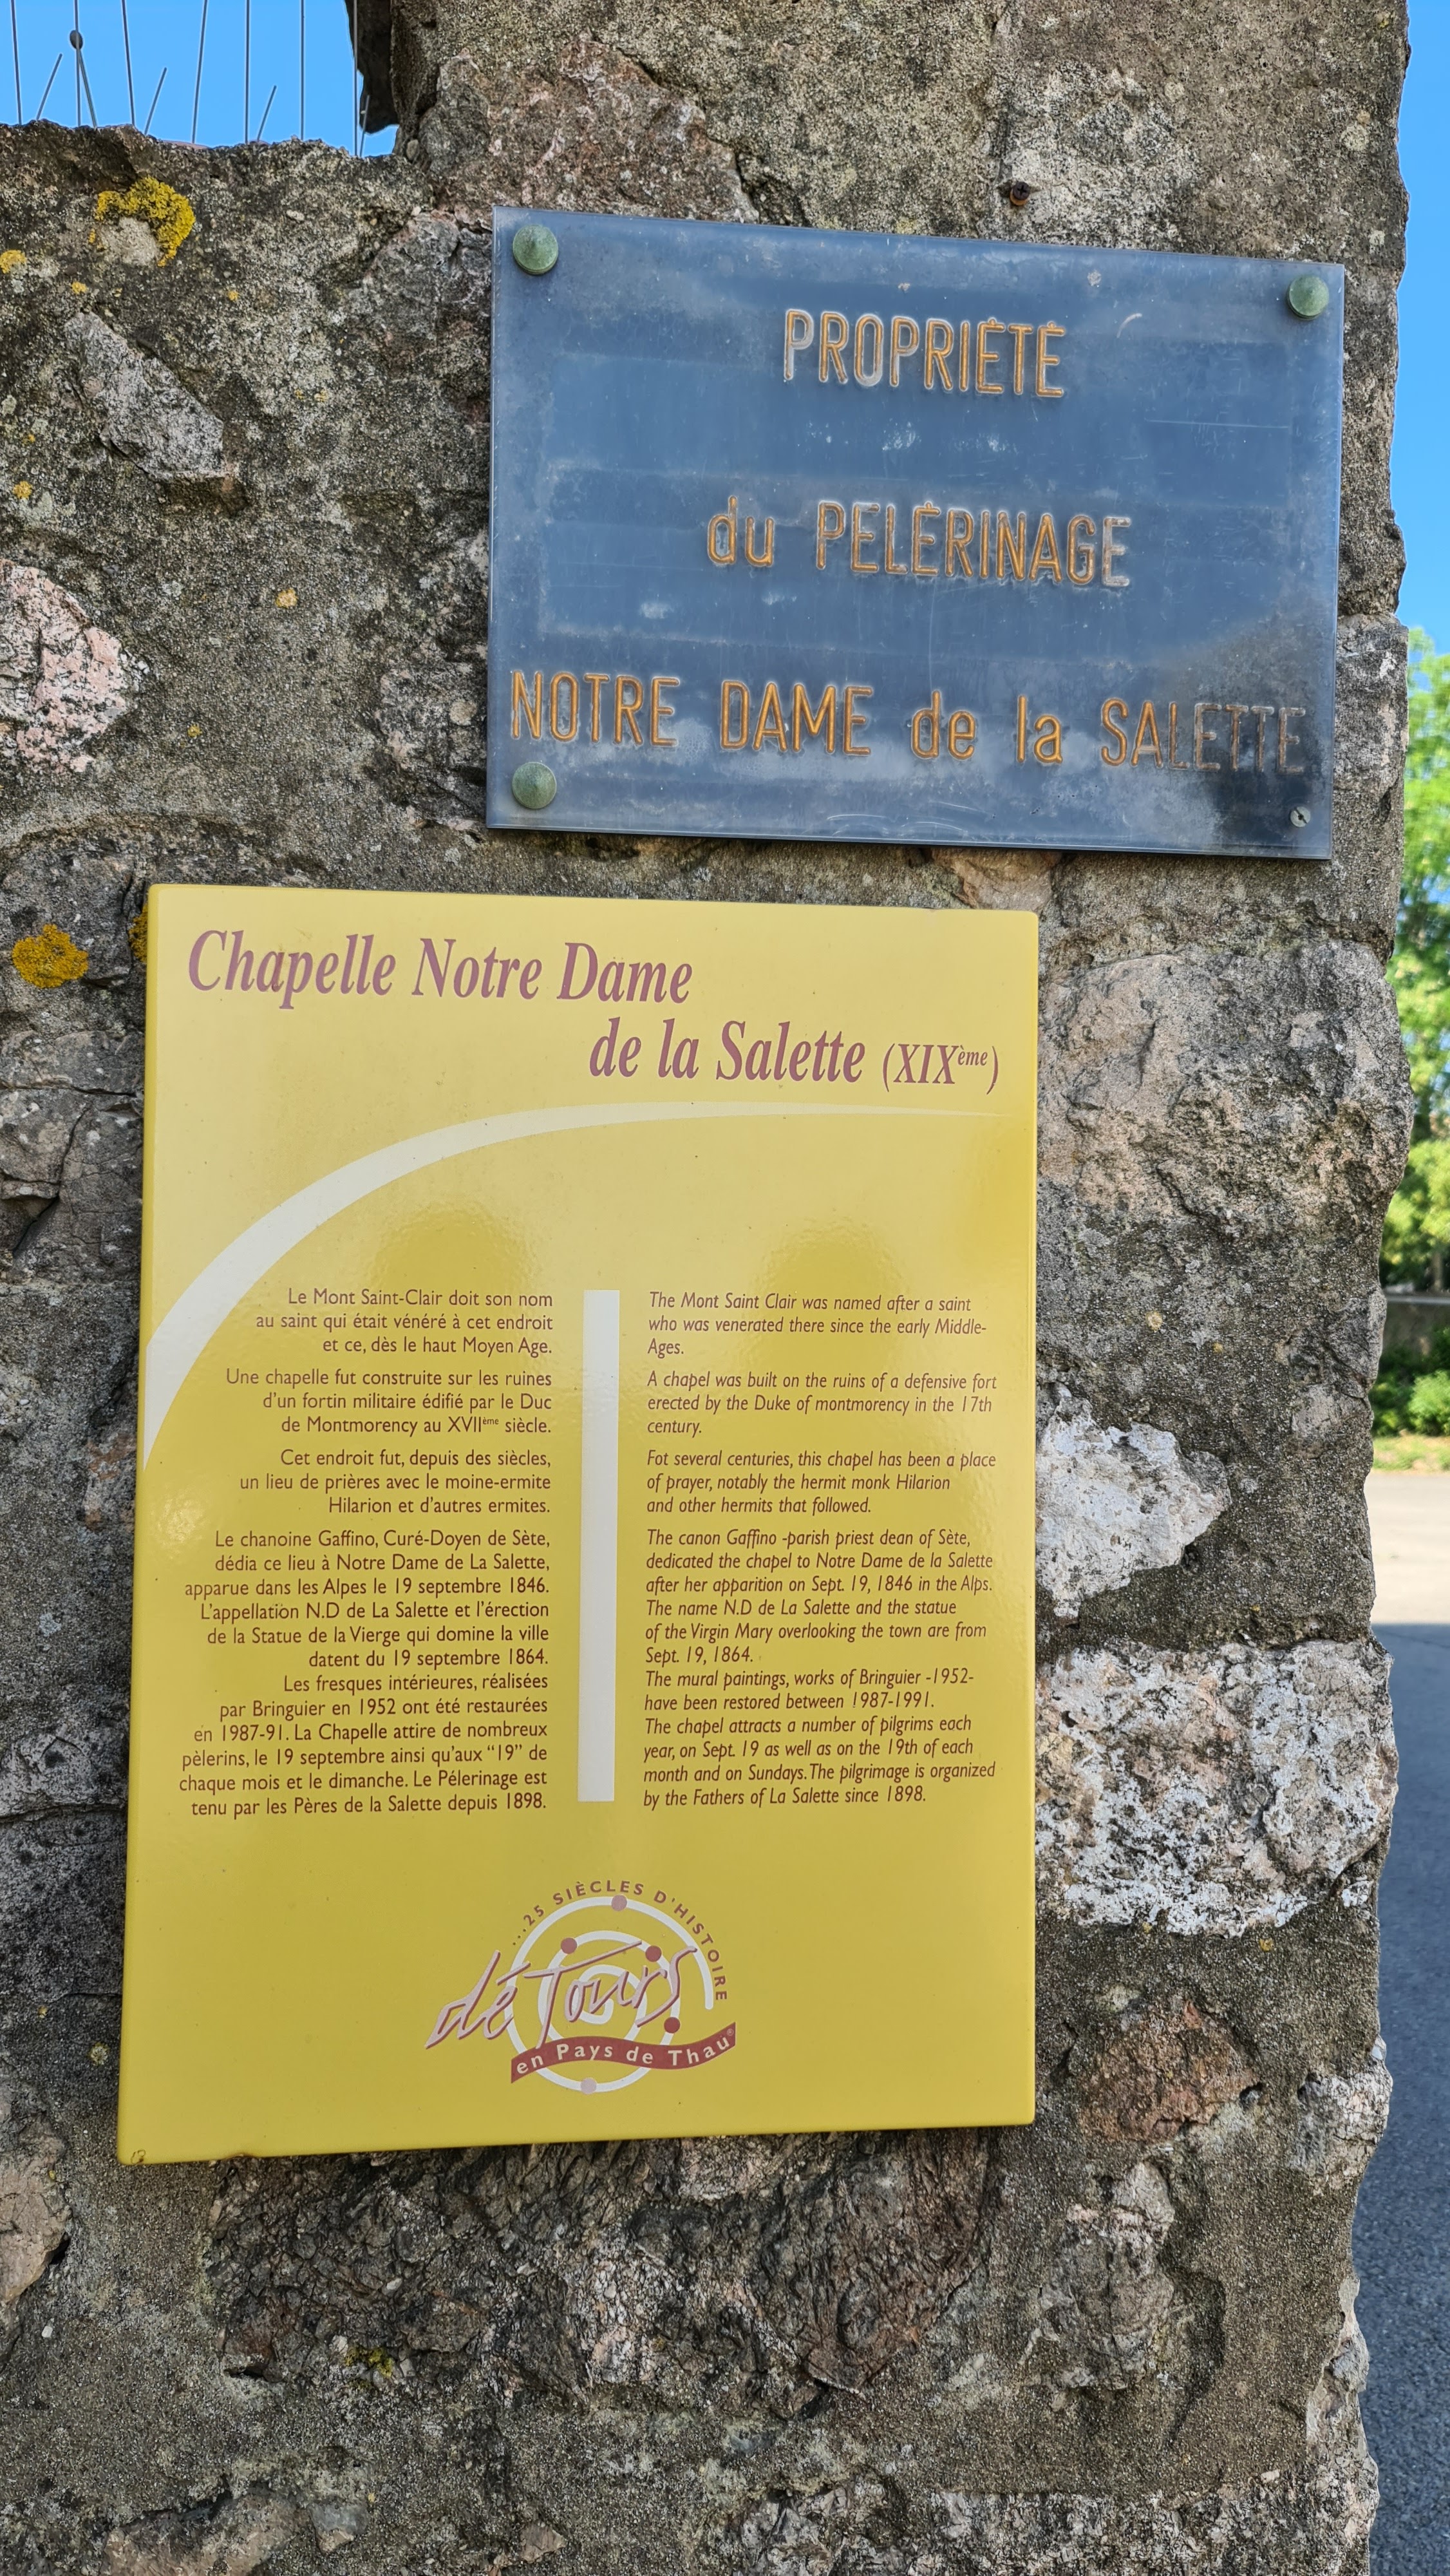 PROPRIÉTÉ
du PELÉRINAGE
NOTRE DAME de la SALETTE
Chapelle Notre Dame
de la Salette (XIXème)
Le Mont Saint-Clair doit son nom
au saint qui était vénéré à cet endroit
et ce, dès le haut Moyen Age.
Une chapelle fut construite sur les ruines
d'un fortin militaire édifié par le Duc
de Montmorency au XVIIème siècle.
Cet endroit fut, depuis des siècles,
un lieu de prières avec le moine-ermite
Hilarion et d'autres ermites.
Le chanoine Gaffino, Curé-Doyen de Sète,
dédia ce lieu à Notre Dame de La Salette,
apparue dans les Alpes le 19 septembre 1846.
L'appellation N.D de La Salette et l'érection
de la Statue de la Vierge qui domine la ville
datent du 19 septembre 1864.
Les fresques intérieures, réalisées
par Bringuier en 1952 ont été restaurées
en 1987-91. La Chapelle attire de nombreux
pèlerins, le 19 septembre ainsi qu'aux "19" de
chaque mois et le dimanche. Le Pélerinage est
tenu par les Pères de la Salette depuis 1898.
The Mont Saint Clair was named after a saint
who was venerated there since the early Middle-
Ages.
A chapel was built on the ruins of a defensive fort
erected by the Duke of montmorency in the 17th
century.
Fot several centuries, this chapel has been a place
of prayer, notably the hermit monk Hilarion
and other hermits that followed.
The canon Gaffino -parish priest dean of Sète,
dedicated the chapel to Notre Dame de la Salette
after her apparition on Sept. 19, 1846 in the Alps.
The name N.D de La Salette and the statue
of the Virgin Mary overlooking the town are from
Sept. 19, 1864.
The mural paintings, works of Bringuier -1952-
have been restored between 1987-1991.
The chapel attracts a number of pilgrims each
year, on Sept. 19 as well as on the 19th of each
month and on Sundays. The pilgrimage is organized
by the Fathers of La Salette since 1898.
...25 SIÈCLES D'HISTOIRE
déTours
en Pays de Thau®